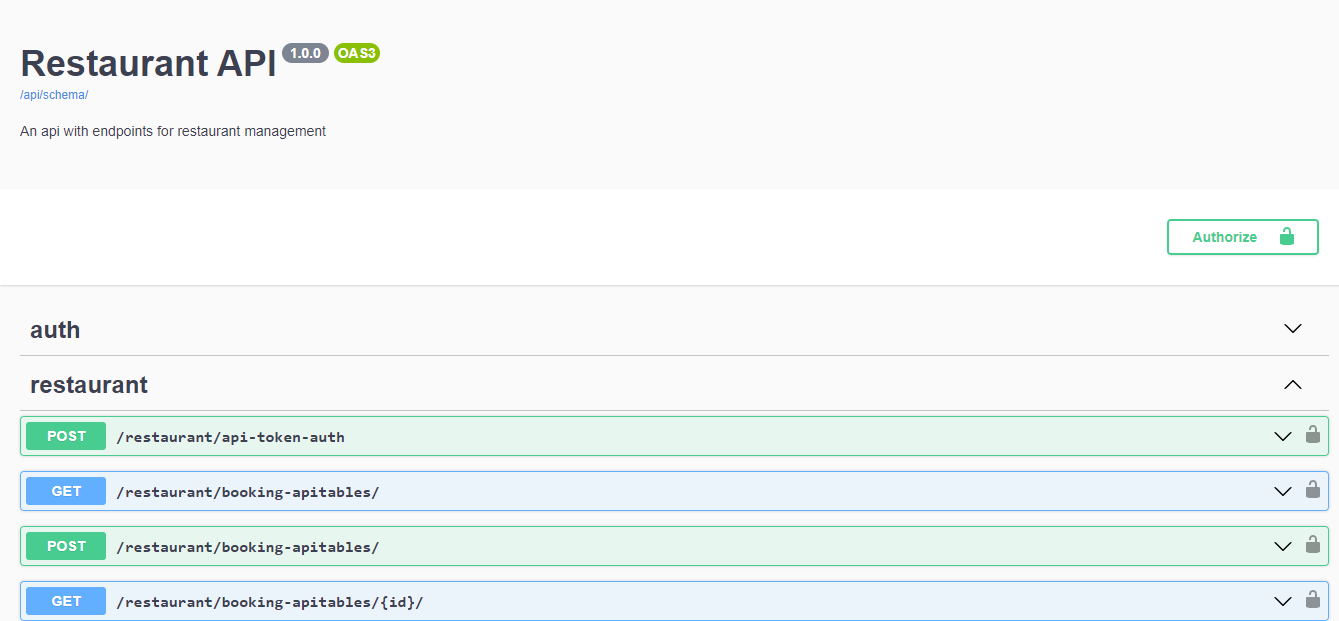 Restaurant API 1.0.0 OAS3
/api/schema/
An api with endpoints for restaurant management
Authorize
auth
restaurant
POST /restaurant/api-token-auth
GET /restaurant/booking-apitables/
POST /restaurant/booking-apitables/
GET /restaurant/booking-apitables/{id}/